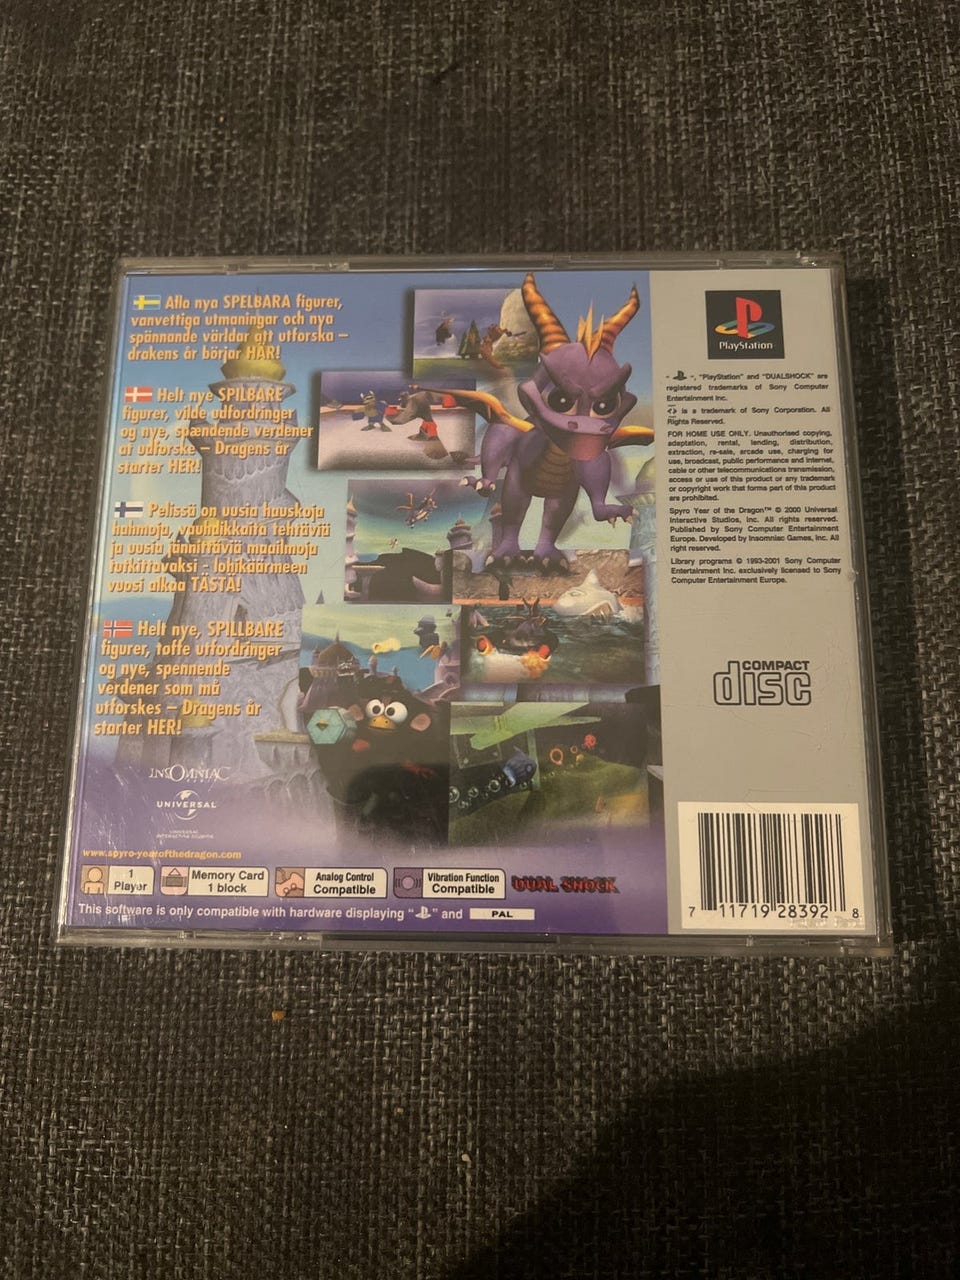 Alla nya SPELBARA figurer,
vanvettiga utmaningar och nya
spännande världar att utforska –
drakens år börjar HÄR!
Helt nye SPILBARE
figurer, vilde udfordringer
og nye, spændende verdener
at udforske – Dragens år
starter HER!
Pelissä on uusia hauskoja
hahmoja, vauhdikkaita tehtäviä
ja uusia jännittäviä maailmoja
tutkittavaksi - lohikäärmeen
vuosi alkaa TÄSTÄ!
Helt nye, SPILLBARE
figurer, tøffe utfordringer
og nye, spennende
verdener som må
utforskes – Dragens år
starter HER!
INSOMNIAC
GAMES
UNIVERSAL
UNIVERSAL
INTERACTIVE STUDIOS
www.spyro-yearofthedragon.com
1
Player
Memory Card
1 block
Analog Control
Compatible
Vibration Function
Compatible
DUAL SHOCK
This software is only compatible with hardware displaying " " and PAL
PlayStation
" ", "PlayStation" and "DUALSHOCK" are
registered trademarks of Sony Computer
Entertainment Inc.
is a trademark of Sony Corporation. All
Rights Reserved.
FOR HOME USE ONLY. Unauthorised copying,
adaptation, rental, lending, distribution,
extraction, re-sale, arcade use, charging for
use, broadcast, public performance and internet,
cable or other telecommunications transmission,
access or use of this product or any trademark
or copyright work that forms part of this product
are prohibited.
Spyro Year of the Dragon™ © 2000 Universal
Interactive Studios, Inc. All rights reserved.
Published by Sony Computer Entertainment
Europe. Developed by Insomniac Games, Inc. All
right reserved.
Library programs © 1993-2001 Sony Computer
Entertainment Inc. exclusively licensed to Sony
Computer Entertainment Europe.
COMPACT
disc
7 11719 28392 8